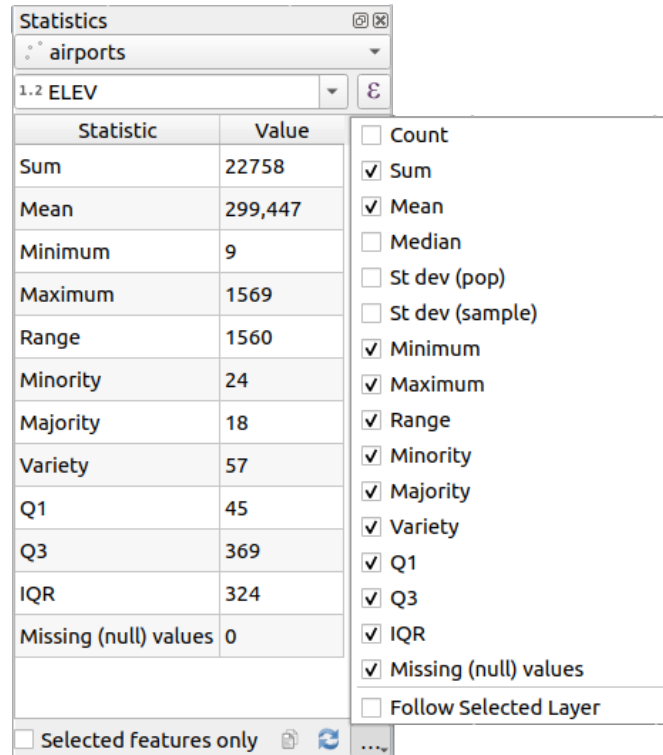 Statistics
airports
1.2 ELEV
ε
Statistic Value
Sum 22758
Mean 299,447
Minimum 9
Maximum 1569
Range 1560
Minority 24
Majority 18
Variety 57
Q1 45
Q3 369
IQR 324
Missing (null) values 0
Selected features only
...
Count
Sum
Mean
Median
St dev (pop)
St dev (sample)
Minimum
Maximum
Range
Minority
Majority
Variety
Q1
Q3
IQR
Missing (null) values
Follow Selected Layer